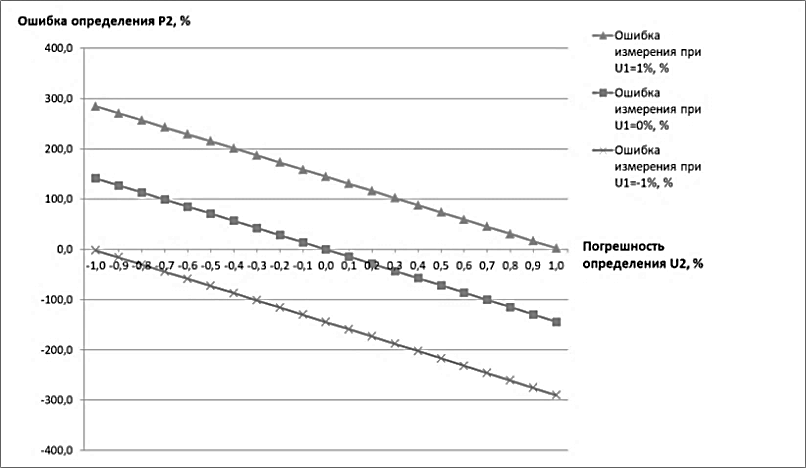 Ошибка определения P2, %
400,0
300,0
200,0
100,0
0,0
-100,0
-200,0
-300,0
-400,0
-1,0 -0,9 -0,8 -0,7 -0,6 -0,5 -0,4 -0,3 -0,2 -0,1 0,0 0,1 0,2 0,3 0,4 0,5 0,6 0,7 0,8 0,9 1,0
Погрешность
определения U2, %
Ошибка
измерения при
U1=1%, %
Ошибка
измерения при
U1=0%, %
Ошибка
измерения при
U1=-1%, %